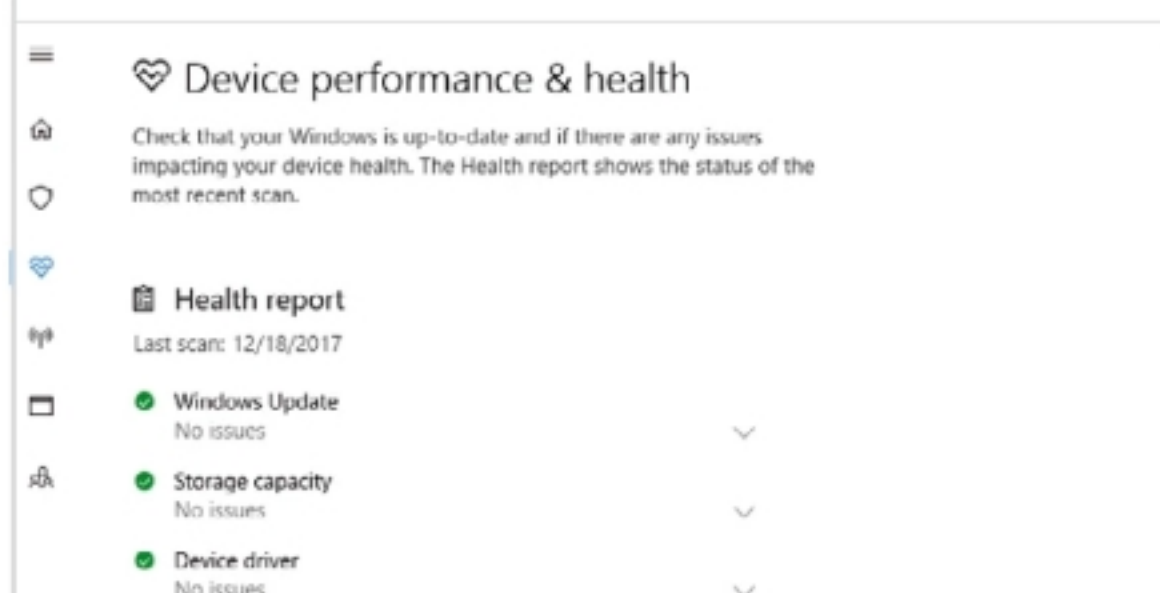 Device performance & health
Check that your Windows is up-to-date and if there are any issues
impacting your device health. The Health report shows the status of the
most recent scan.
Health report
Last scan: 12/18/2017
Windows Update
No issues
Storage capacity
No issues
Device driver
No issues